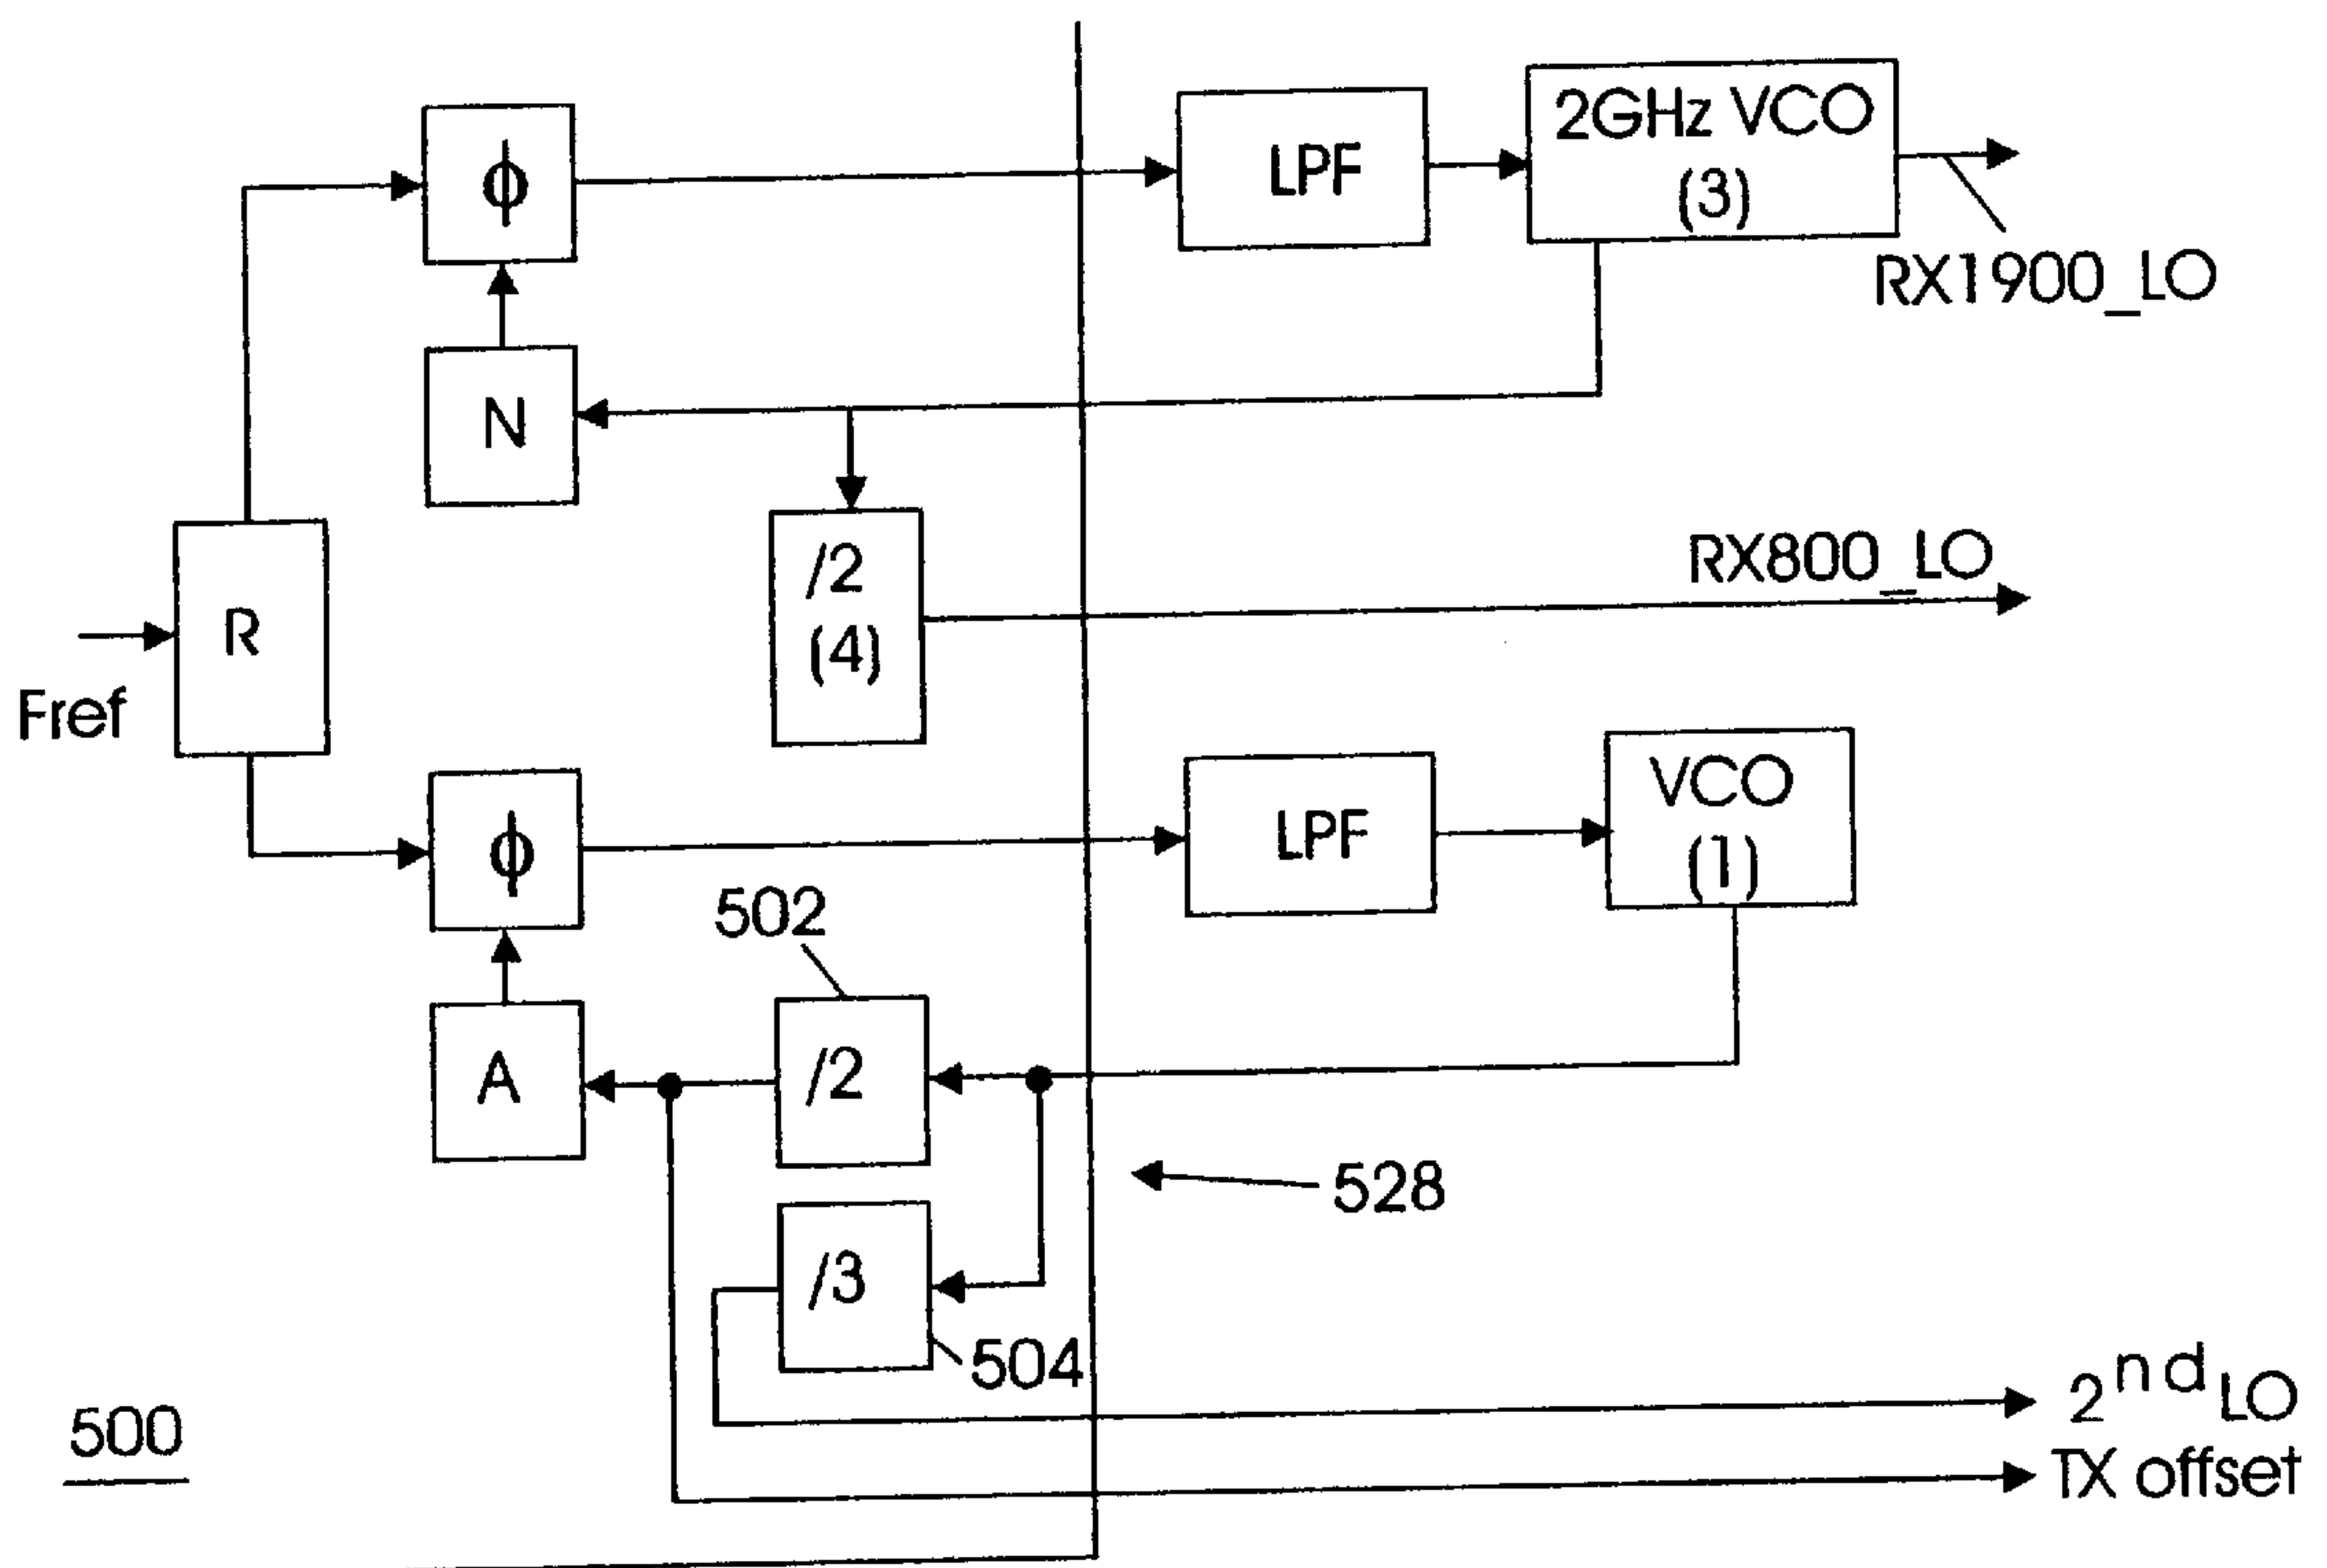 2GHz VCO
(3)
LPF
ϕ
RX1900_LO
N
/2
(4)
RX800_LO
R
Fref
VCO
(1)
LPF
ϕ
502
A
/2
528
/3
504
2nd LO
TX offset
500